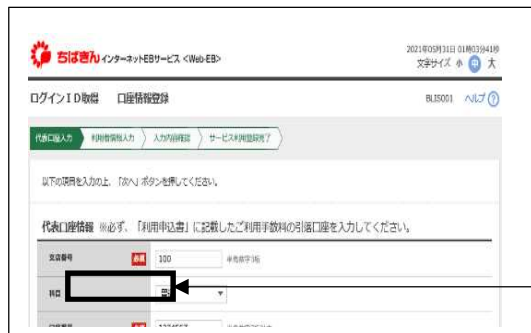 ちばぎん インターネットEBサービス <Web-EB>
2021年05月31日 01時03分41秒
文字サイズ 小 中 大
ログインID取得 口座情報登録
BLIS001 ヘルプ ?
代表口座入力 利用者情報入力 入力内容確認 サービス利用登録完了
以下の項目を入力の上、「次へ」ボタンを押してください。
代表口座情報 ※必ず、「利用申込書」に記載したご利用手数料の引落口座を入力してください。
支店番号 必須 100 半角数字3桁
科目
口座番号 必須 1234567